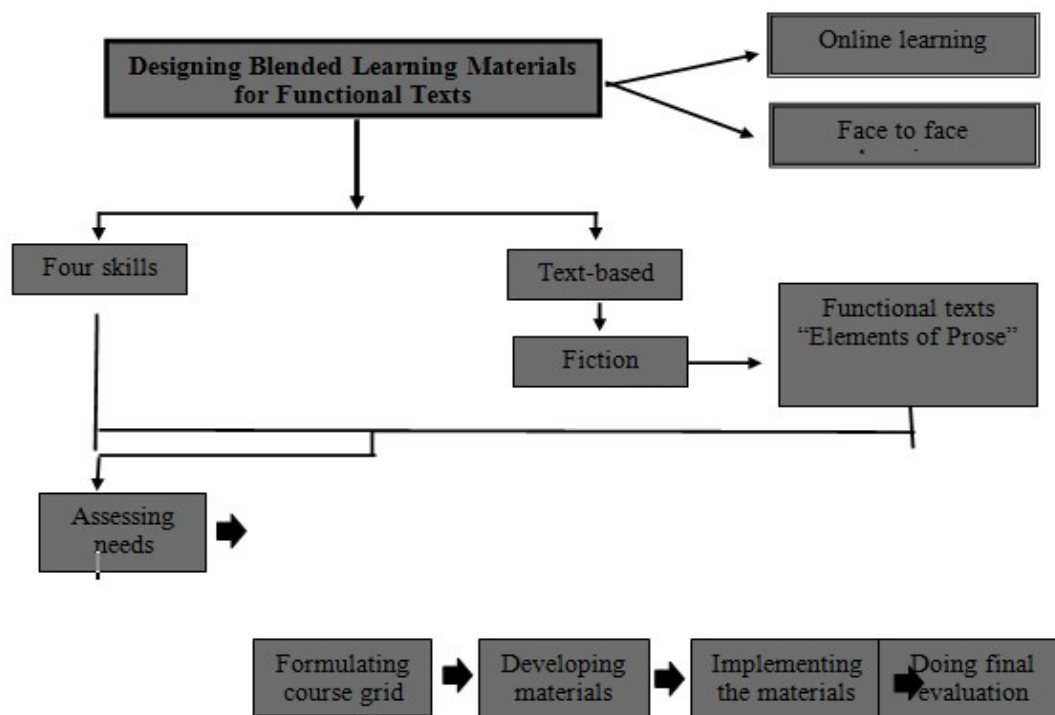 Designing Blended Learning Materials
for Functional Texts
Online learning
Face to face
Four skills
Text-based
Fiction
Functional texts
“Elements of Prose”
Assessing
needs
Formulating
course grid
Developing
materials
Implementing
the materials
Doing final
evaluation